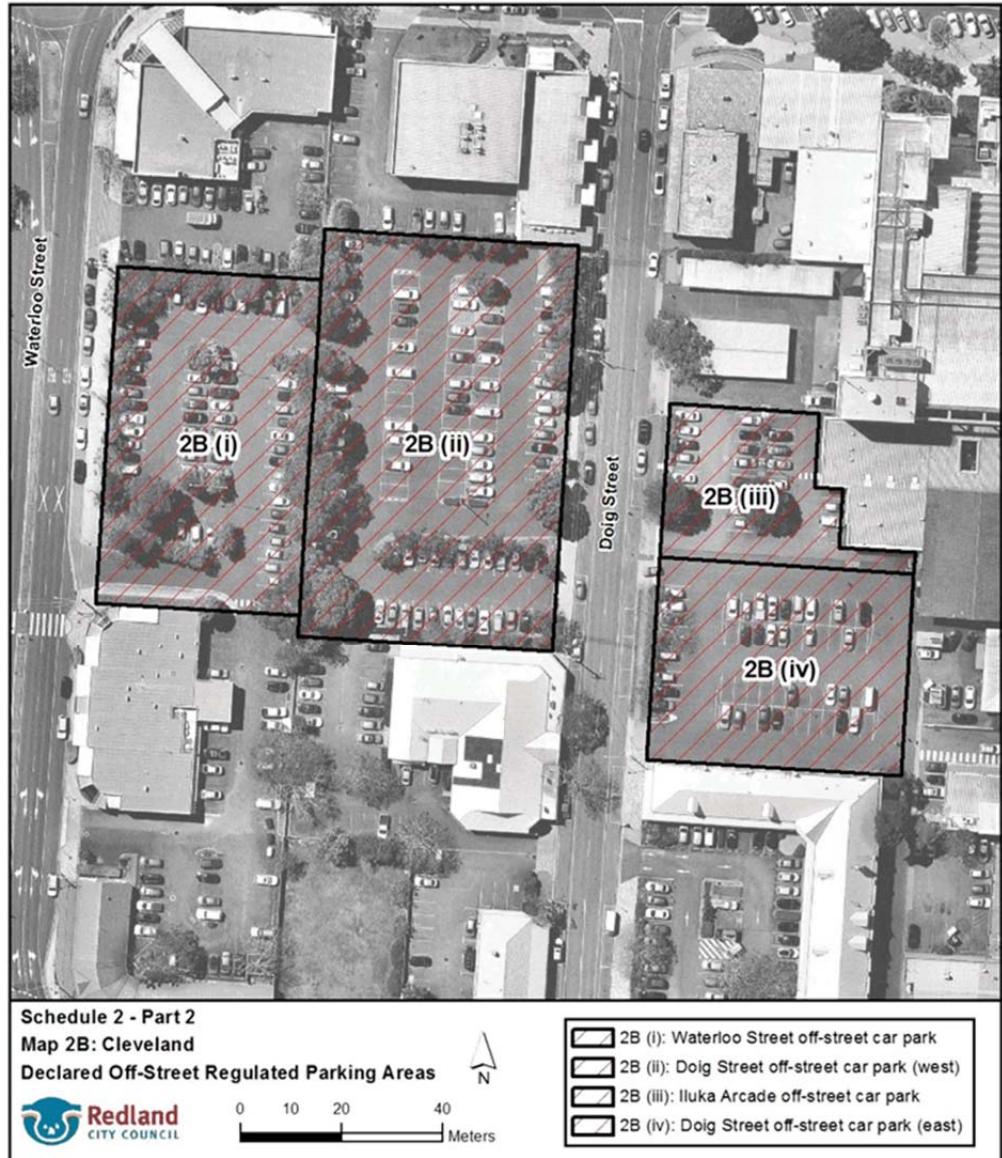 Waterloo Street
2B (i)
2B (ii)
Doig Street
2B (iii)
2B (iv)
Schedule 2 - Part 2
Map 2B: Cleveland
Declared Off-Street Regulated Parking Areas
N
Redland
CITY COUNCIL
0 10 20 40
Meters
2B (i): Waterloo Street off-street car park
2B (ii): Doig Street off-street car park (west)
2B (iii): Iluka Arcade off-street car park
2B (iv): Doig Street off-street car park (east)